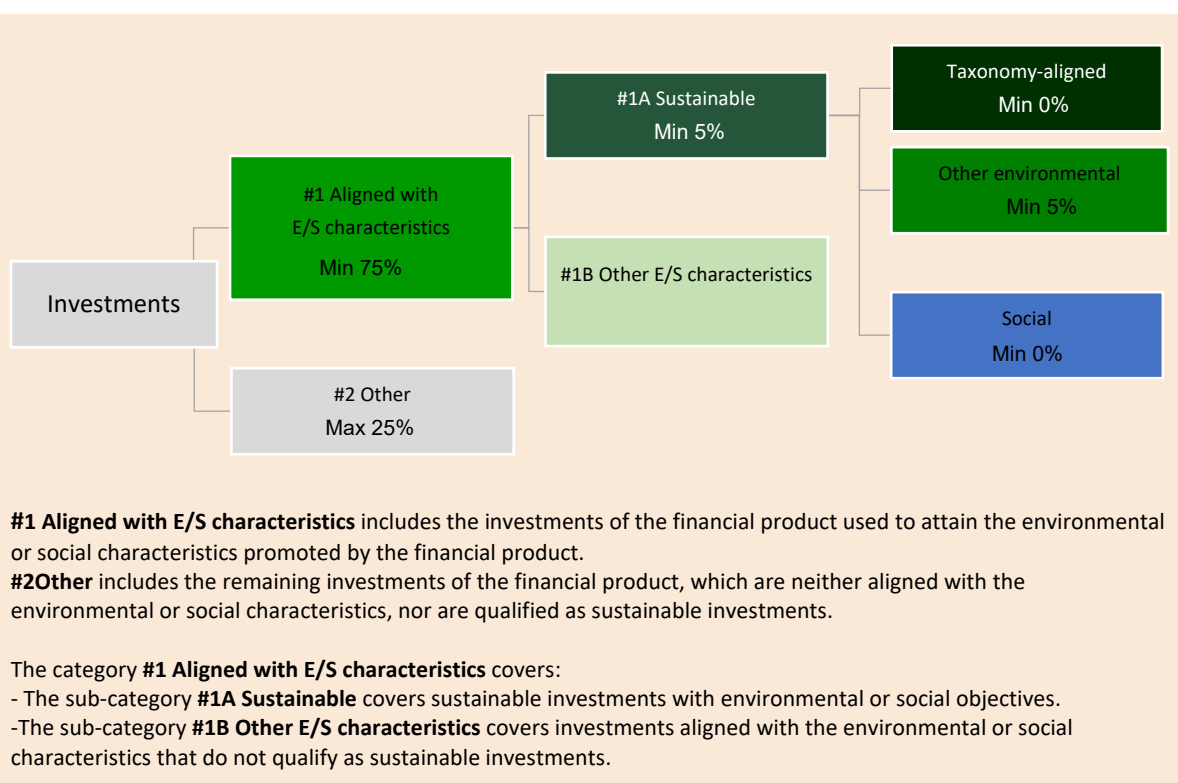 Investments
#1 Aligned with
E/S characteristics
Min 75%
#2 Other
Max 25%
#1A Sustainable
Min 5%
#1B Other E/S characteristics
Taxonomy-aligned
Min 0%
Other environmental
Min 5%
Social
Min 0%
#1 Aligned with E/S characteristics includes the investments of the financial product used to attain the environmental
or social characteristics promoted by the financial product.
#2Other includes the remaining investments of the financial product, which are neither aligned with the
environmental or social characteristics, nor are qualified as sustainable investments.
The category #1 Aligned with E/S characteristics covers:
- The sub-category #1A Sustainable covers sustainable investments with environmental or social objectives.
-The sub-category #1B Other E/S characteristics covers investments aligned with the environmental or social
characteristics that do not qualify as sustainable investments.